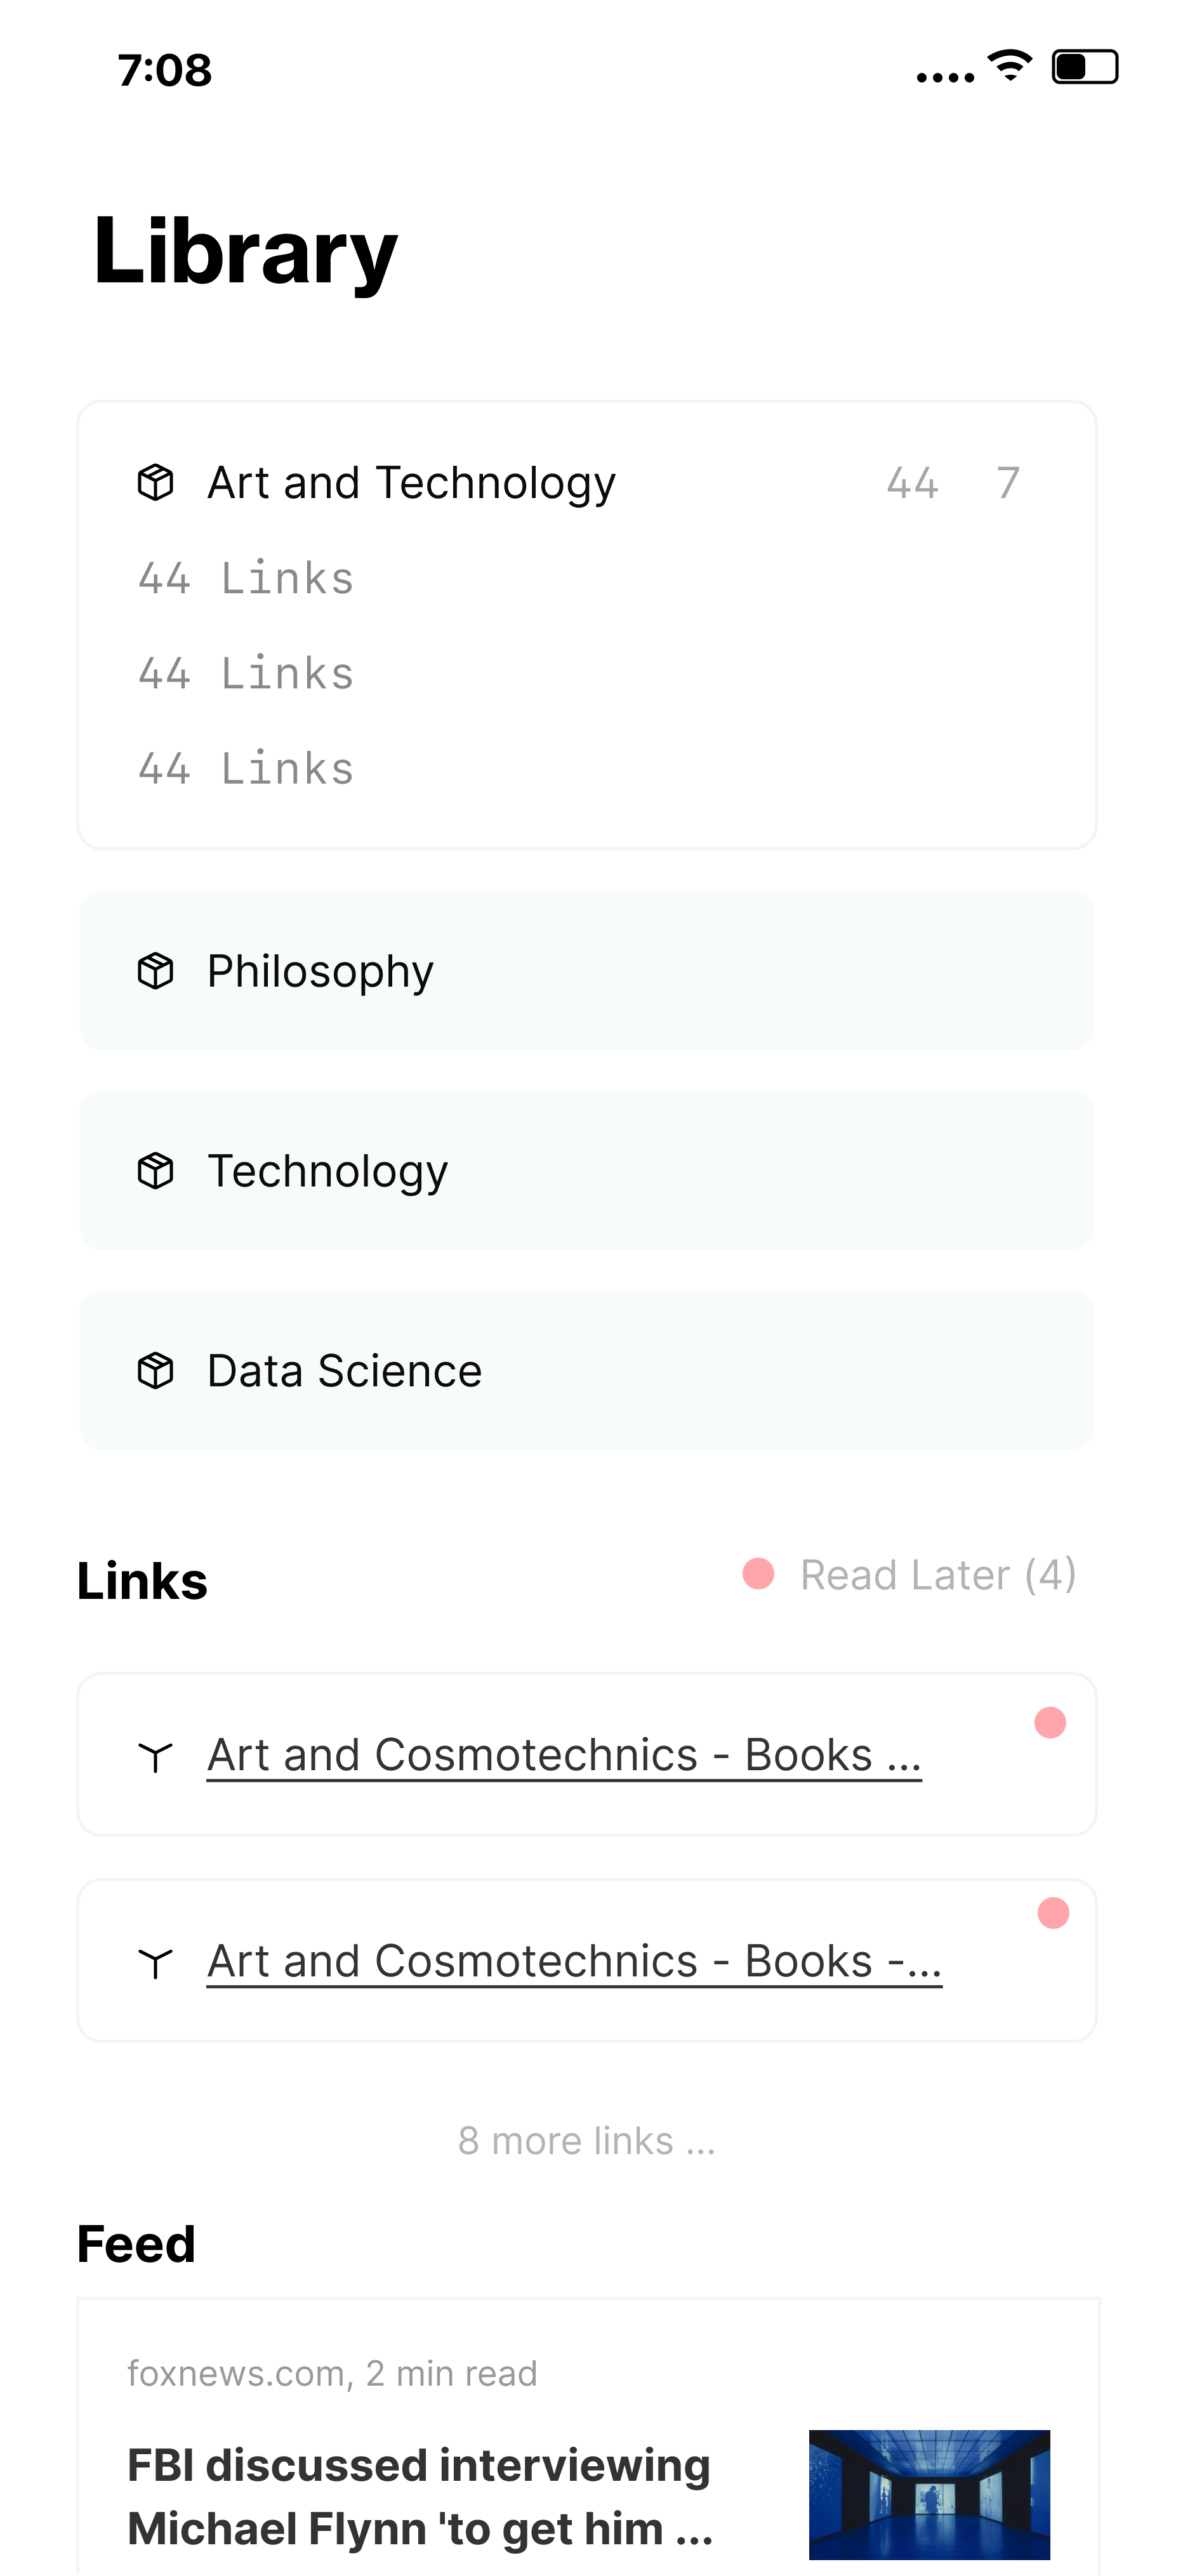 7:08
Library
Art and Technology 44 7
44 Links
44 Links
44 Links
Philosophy
Technology
Data Science
Links Read Later (4)
Art and Cosmotechnics - Books ...
Art and Cosmotechnics - Books -...
8 more links ...
Feed
foxnews.com, 2 min read
FBI discussed interviewing
Michael Flynn 'to get him ...